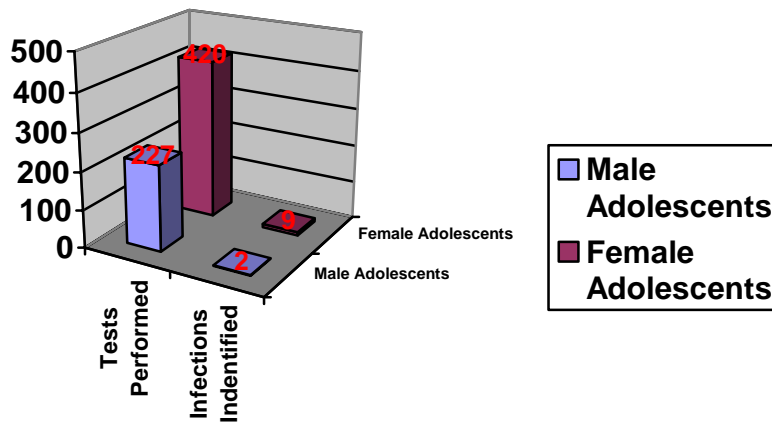 500
400
300
200
100
0
420
227
9
2
Female Adolescents
Male Adolescents
Tests
Performed
Infections
Indentified
Male
Adolescents
Female
Adolescents